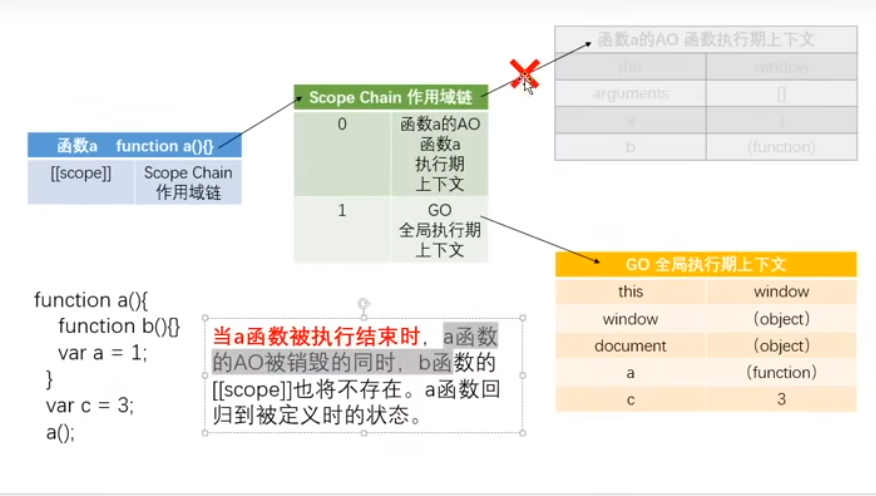 函数a的AO 函数执行期上下文
this window
arguments []
a 1
b (function)
Scope Chain 作用域链
0 函数a的AO
函数a
执行期
上下文
1 GO
全局执行期
上下文
函数a function a(){}
[[scope]] Scope Chain
作用域链
GO 全局执行期上下文
this window
window (object)
document (object)
a (function)
c 3
function a(){
function b(){}
var a = 1;
}
var c = 3;
a();
当a函数被执行结束时，a函数
的AO被销毁的同时，b函数的
[[scope]]也将不存在。a函数回
归到被定义时的状态。